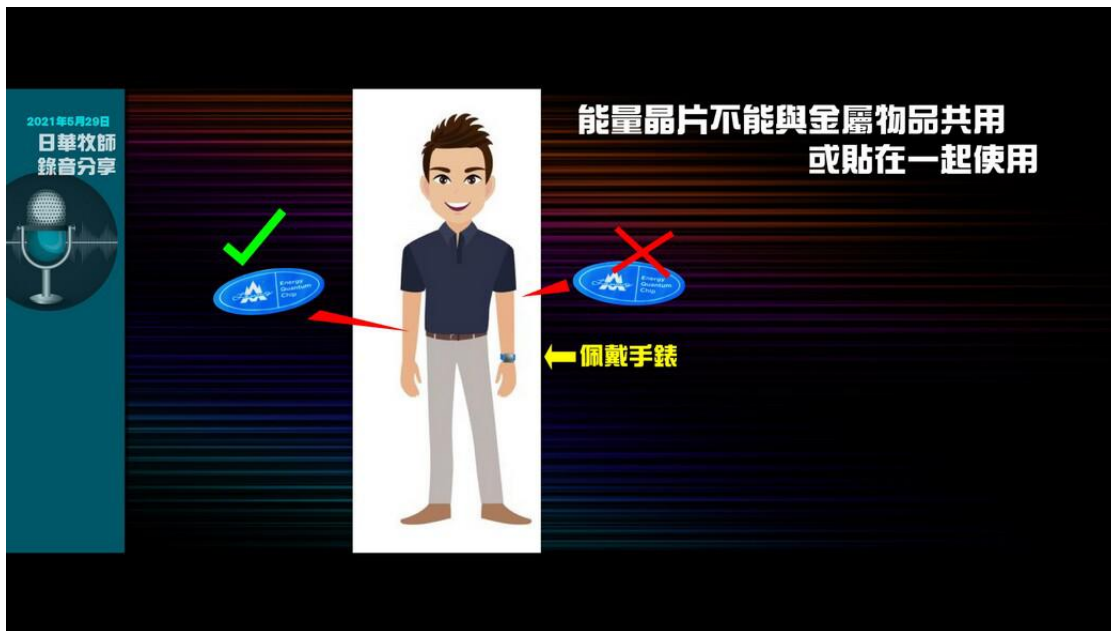 2021年5月29日
日華牧師
錄音分享
能量晶片不能與金屬物品共用
或貼在一起使用
Energy
Quantum
Chip
Energy
Quantum
Chip
佩戴手錶